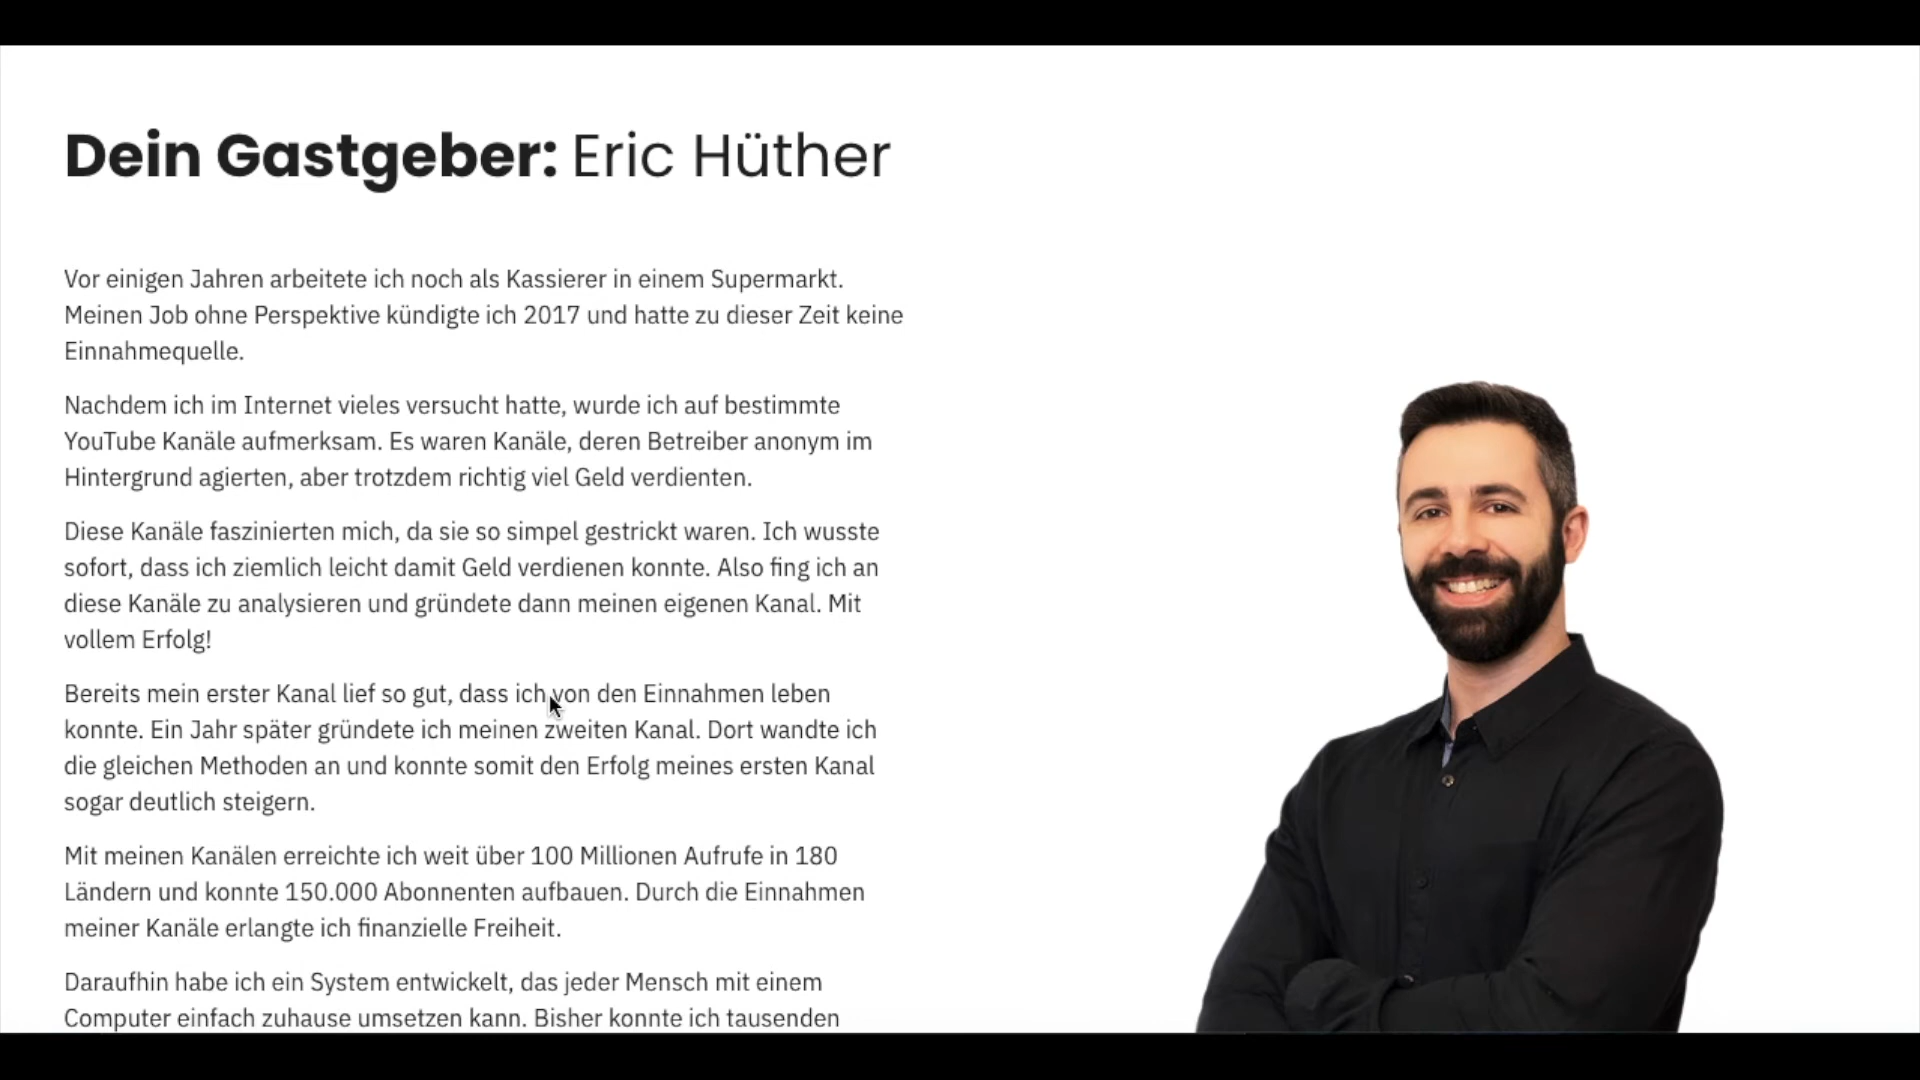 Dein Gastgeber: Eric Hüther
Vor einigen Jahren arbeitete ich noch als Kassierer in einem Supermarkt.
Meinen Job ohne Perspektive kündigte ich 2017 und hatte zu dieser Zeit keine
Einnahmequelle.
Nachdem ich im Internet vieles versucht hatte, wurde ich auf bestimmte
YouTube Kanäle aufmerksam. Es waren Kanäle, deren Betreiber anonym im
Hintergrund agierten, aber trotzdem richtig viel Geld verdienten.
Diese Kanäle faszinierten mich, da sie so simpel gestrickt waren. Ich wusste
sofort, dass ich ziemlich leicht damit Geld verdienen konnte. Also fing ich an
diese Kanäle zu analysieren und gründete dann meinen eigenen Kanal. Mit
vollem Erfolg!
Bereits mein erster Kanal lief so gut, dass ich von den Einnahmen leben
konnte. Ein Jahr später gründete ich meinen zweiten Kanal. Dort wandte ich
die gleichen Methoden an und konnte somit den Erfolg meines ersten Kanal
sogar deutlich steigern.
Mit meinen Kanälen erreichte ich weit über 100 Millionen Aufrufe in 180
Ländern und konnte 150.000 Abonnenten aufbauen. Durch die Einnahmen
meiner Kanäle erlangte ich finanzielle Freiheit.
Daraufhin habe ich ein System entwickelt, das jeder Mensch mit einem
Computer einfach zuhause umsetzen kann. Bisher konnte ich tausenden